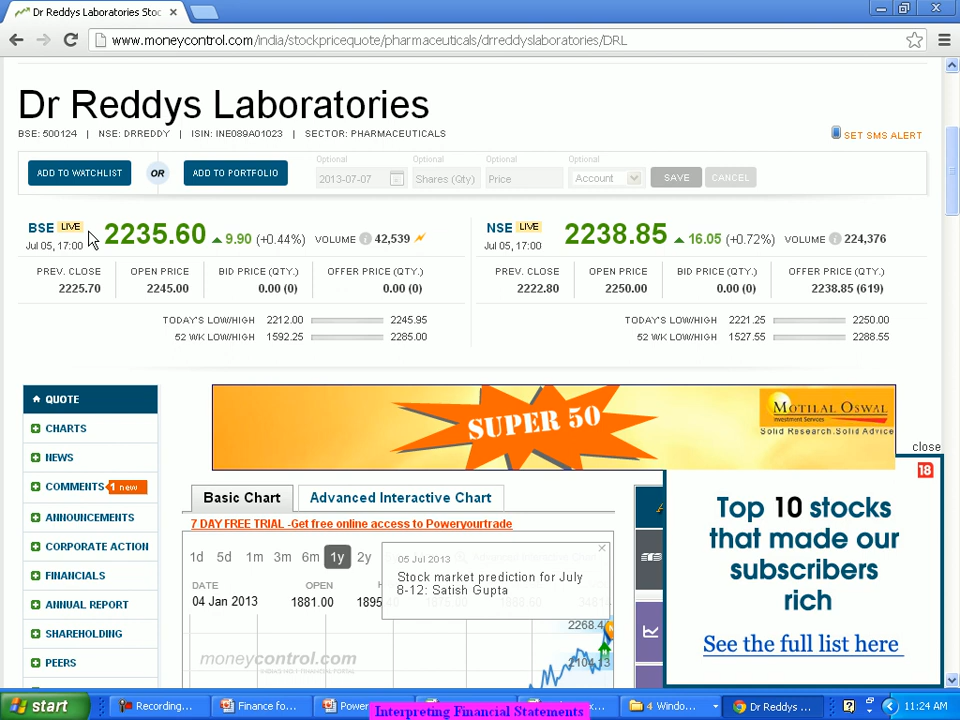 Dr Reddys Laboratories Stoc
www.moneycontrol.com/india/stockpricequote/pharmaceuticals/drreddyslaboratories/DRL
Dr Reddys Laboratories
BSE: 500124 | NSE: DRREDDY | ISIN: INE089A01023 | SECTOR: PHARMACEUTICALS
SET SMS ALERT
ADD TO WATCHLIST OR ADD TO PORTFOLIO
Optional Optional Optional Optional
2013-07-07 Shares (Qty) Price Account SAVE CANCEL
BSE LIVE 2235.60 9.90 (+0.44%) VOLUME 42,539
Jul 05, 17:00
PREV. CLOSE OPEN PRICE BID PRICE (QTY.) OFFER PRICE (QTY.)
2225.70 2245.00 0.00 (0) 0.00 (0)
TODAY'S LOW/HIGH 2212.00 2245.95
52 WK LOW/HIGH 1592.25 2285.00
NSE LIVE 2238.85 16.05 (+0.72%) VOLUME 224,376
Jul 05, 17:00
PREV. CLOSE OPEN PRICE BID PRICE (QTY.) OFFER PRICE (QTY.)
2222.80 2250.00 0.00 (0) 2238.85 (619)
TODAY'S LOW/HIGH 2221.25 2250.00
52 WK LOW/HIGH 1527.55 2288.55
QUOTE
CHARTS
NEWS
COMMENTS 1 new
ANNOUNCEMENTS
CORPORATE ACTION
FINANCIALS
ANNUAL REPORT
SHAREHOLDING
PEERS
SUPER 50
MOTILAL OSWAL
Investment Services
Solid Research.Solid Advice
close
Basic Chart Advanced Interactive Chart
7 DAY FREE TRIAL -Get free online access to Poweryourtrade
1d 5d 1m 3m 6m 1y 2y
DATE OPEN
04 Jan 2013 1881.00 1895
05 Jul 2013
Stock market prediction for July
8-12: Satish Gupta
2268.4
2104.13
moneycontrol.com
18
Top 10 stocks
that made our
subscribers
rich
See the full list here
start Recording... Finance fo... Power 4 Windo... Dr Reddys ... 11:24 AM
Interpreting Financial Statements